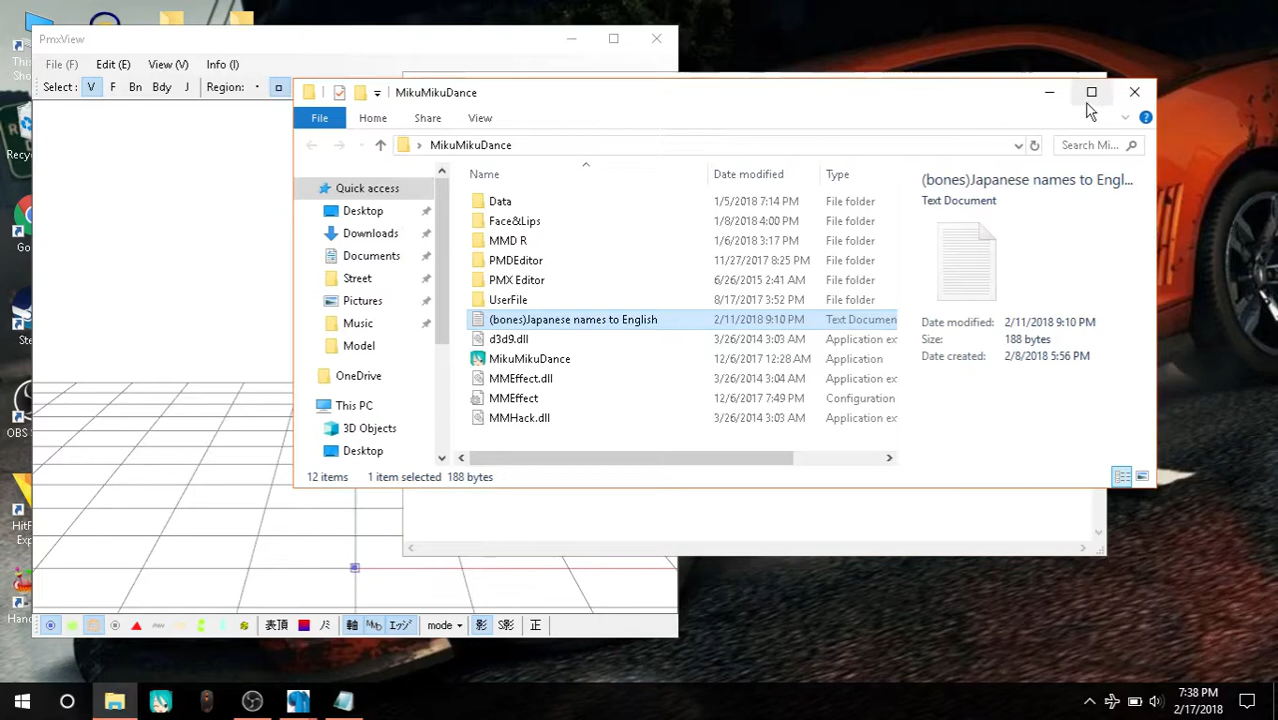 PmxView
File (F) Edit (E) View (V) Info (I)
Select : V F Bn Bdy J Region:
MikuMikuDance
File Home Share View
MikuMikuDance
Search Mi...
Name Date modified Type
Quick access
Desktop
Downloads
Documents
Street
Pictures
Music
Model
OneDrive
This PC
3D Objects
Desktop
Data 1/5/2018 7:14 PM File folder
Face&Lips 1/8/2018 4:00 PM File folder
MMD R 1/6/2018 3:17 PM File folder
PMDEditor 11/27/2017 8:25 PM File folder
PMX Editor 6/26/2015 2:41 AM File folder
UserFile 8/17/2017 3:52 PM File folder
(bones)Japanese names to English 2/11/2018 9:10 PM Text Documen
d3d9.dll 3/26/2014 3:03 AM Application ex
MikuMikuDance 12/6/2017 12:28 AM Application
MMEffect.dll 3/26/2014 3:04 AM Application ex
MMEffect 12/6/2017 7:49 PM Configuration
MMHack.dll 3/26/2014 3:03 AM Application ex
(bones)Japanese names to Engl...
Text Document
Date modified: 2/11/2018 9:10 PM
Size: 188 bytes
Date created: 2/8/2018 5:56 PM
12 items 1 item selected 188 bytes
表頂 軸 エッジ mode 影 S影 正
7:38 PM
2/17/2018